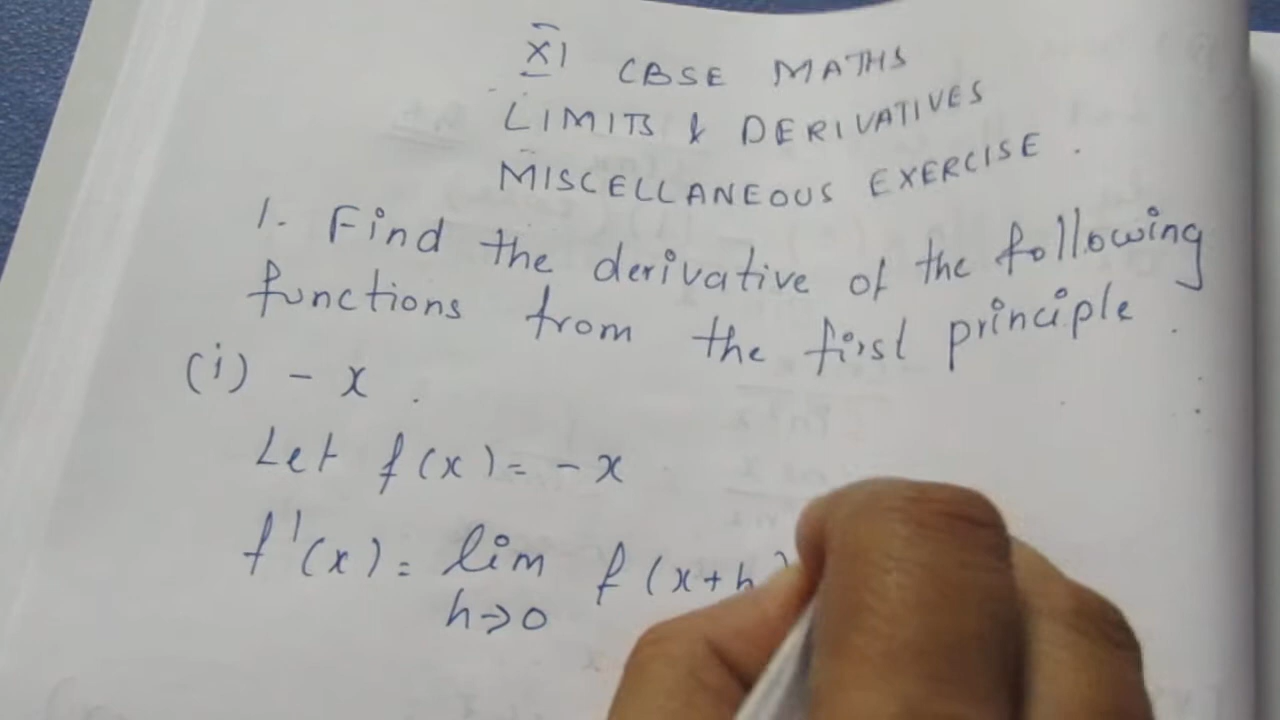 XI CBSE MATHS
LIMITS & DERIVATIVES
MISCELLANEOUS EXERCISE.
1. Find the derivative of the following
functions from the first principle.
(i) - x.
Let f(x) = - x
f'(x) = lim f(x+h)
h→0